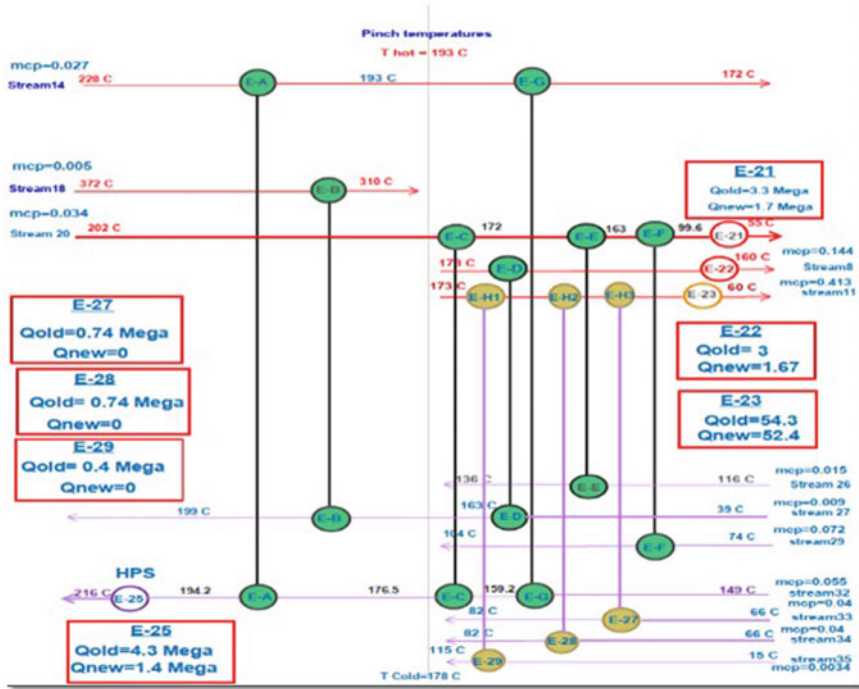 Pinch temperatures
T hot = 193 C
mcp=0.027
Stream14
228 C
E-A
193 C
E-G
172 C
mcp=0.005
Stream18
372 C
E-B
310 C
mcp=0.034
Stream 20
202 C
E-C
172
E-E
163
E-F
99.6
E-21
55 C
E-21
Qold=3.3 Mega
Qnew=1.7 Mega
E-D
E-22
160 C
mcp=0.144
Stream8
173 C
E-H1
E-H2
E-H3
E-23
60 C
mcp=0.413
stream11
E-27
Qold=0.74 Mega
Qnew=0
E-28
Qold= 0.74 Mega
Qnew=0
E-29
Qold= 0.4 Mega
Qnew=0
E-22
Qold= 3
Qnew=1.67
E-23
Qold=54.3
Qnew=52.4
136 C
E-E
116 C
mcp=0.015
Stream 26
199 C
E-B
163 C
E-D
39 C
mcp=0.009
stream 27
104 C
E-F
74 C
mcp=0.072
stream29
HPS
216 C
E-25
194.2
E-A
176.5
E-C
159.2
E-G
149 C
mcp=0.055
stream32
82 C
E-27
66 C
mcp=0.04
stream33
82 C
E-28
66 C
mcp=0.04
stream34
115 C
E-29
15 C
stream35
mcp=0.0034
E-25
Qold=4.3 Mega
Qnew=1.4 Mega
T Cold=178 C